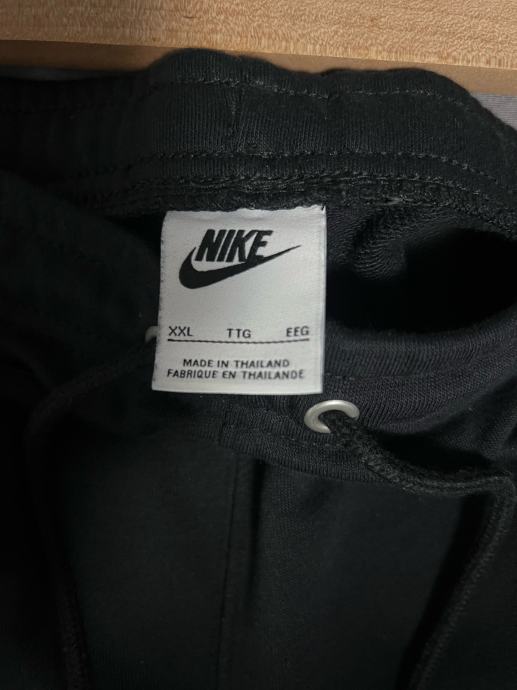 NIKE
XXL TTG EEG
MADE IN THAILAND
FABRIQUE EN THAILANDE